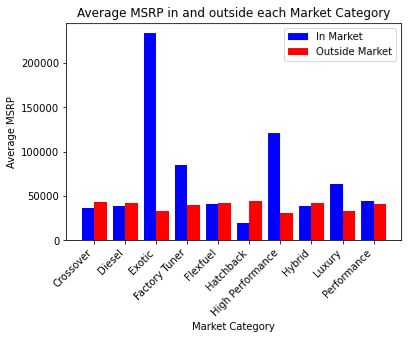 Average MSRP in and outside each Market Category
In Market
Outside Market
Average MSRP
200000
150000
100000
50000
0
Crossover
Diesel
Exotic
Factory Tuner
Flexfuel
Hatchback
High Performance
Hybrid
Luxury
Performance
Market Category